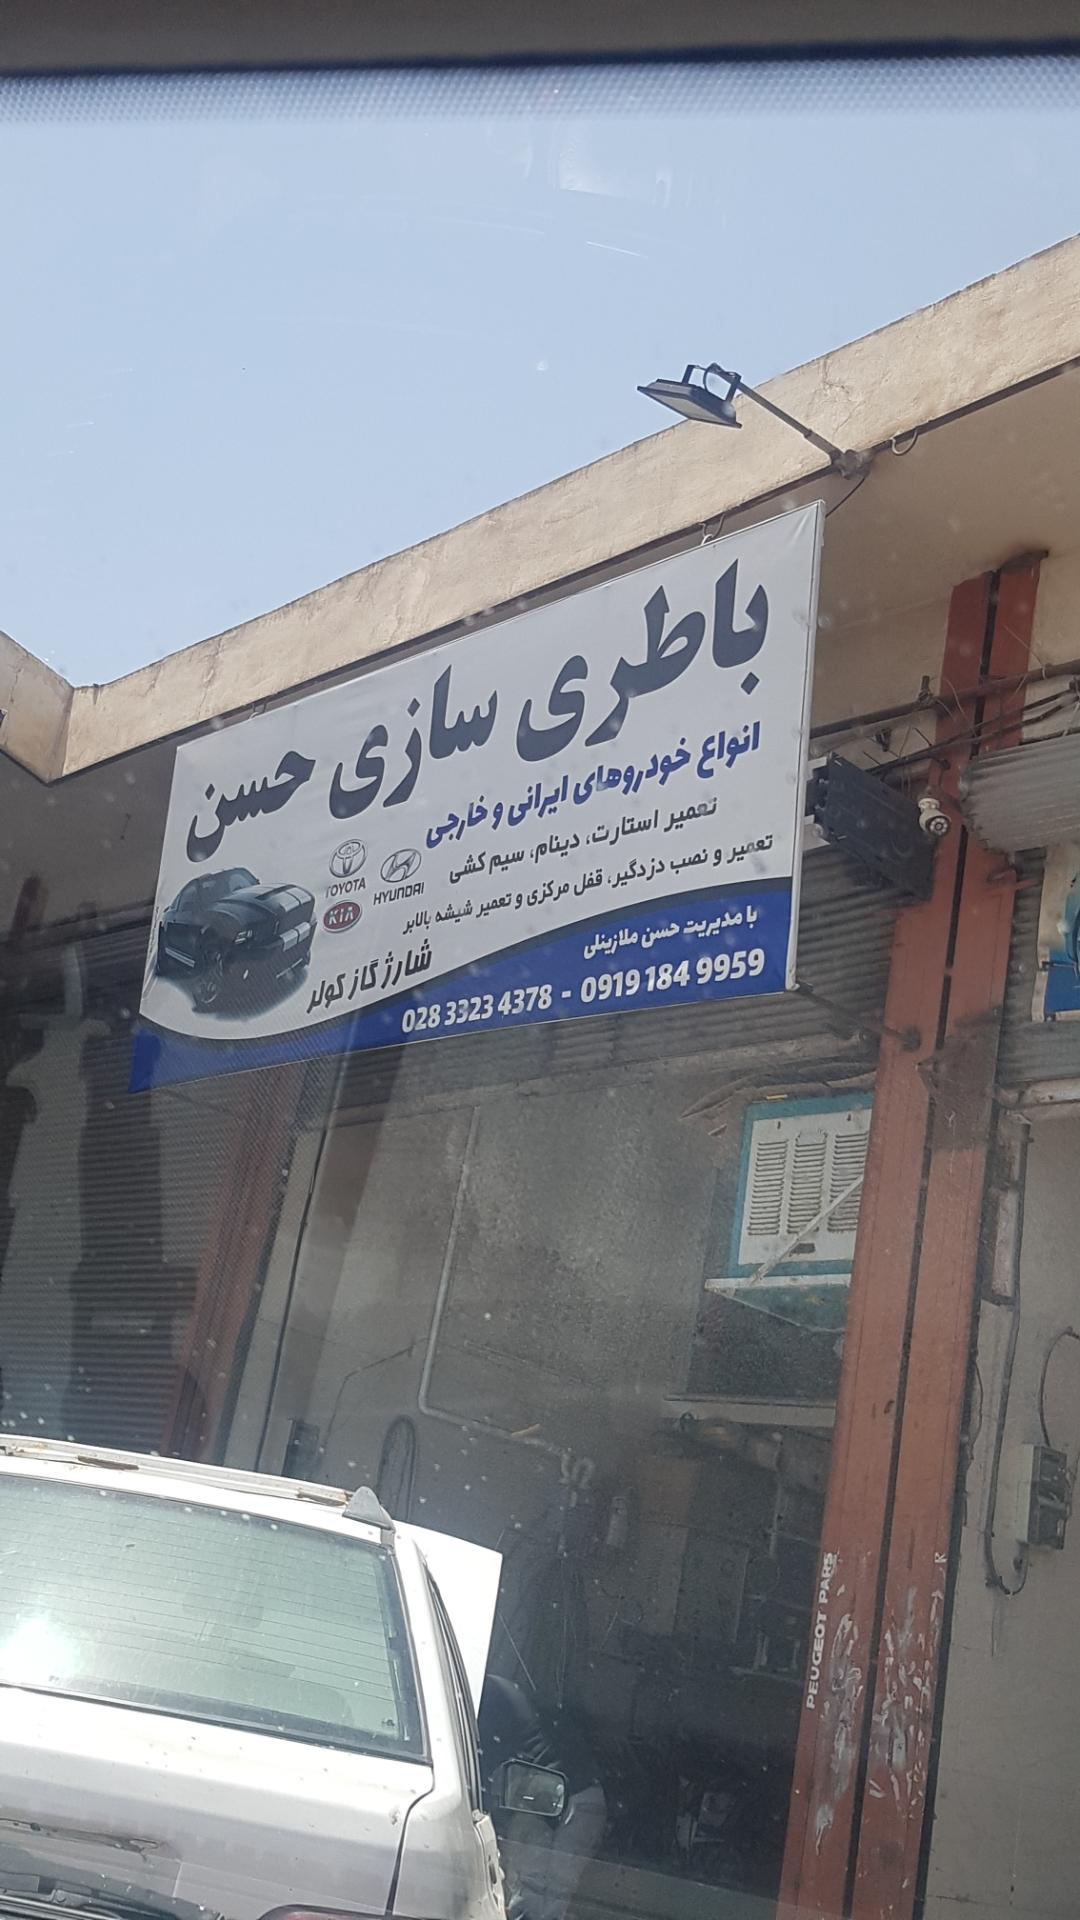 باطری سازی حسن
انواع خودروهای ایرانی و خارجی
تعمیر استارت، دینام، سیم کشی
تعمیر و نصب دزدگیر، قفل مرکزی و تعمیر شیشه بالابر
TOYOTA
HYUNDAI
KIA
شارژ گاز کولر
با مدیریت حسن ملازینلی
028 3323 4378 - 0919 184 9959
PEUGEOT PARS